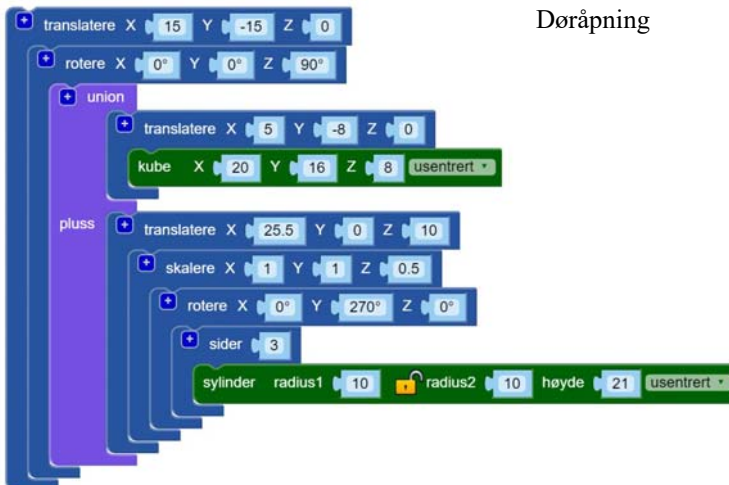 Døråpning
translatere X 15 Y -15 Z 0
rotere X 0° Y 0° Z 90°
union
translatere X 5 Y -8 Z 0
kube X 20 Y 16 Z 8 usentrert
pluss translatere X 25.5 Y 0 Z 10
skalere X 1 Y 1 Z 0.5
rotere X 0° Y 270° Z 0°
sider 3
sylinder radius1 10 radius2 10 høyde 21 usentrert